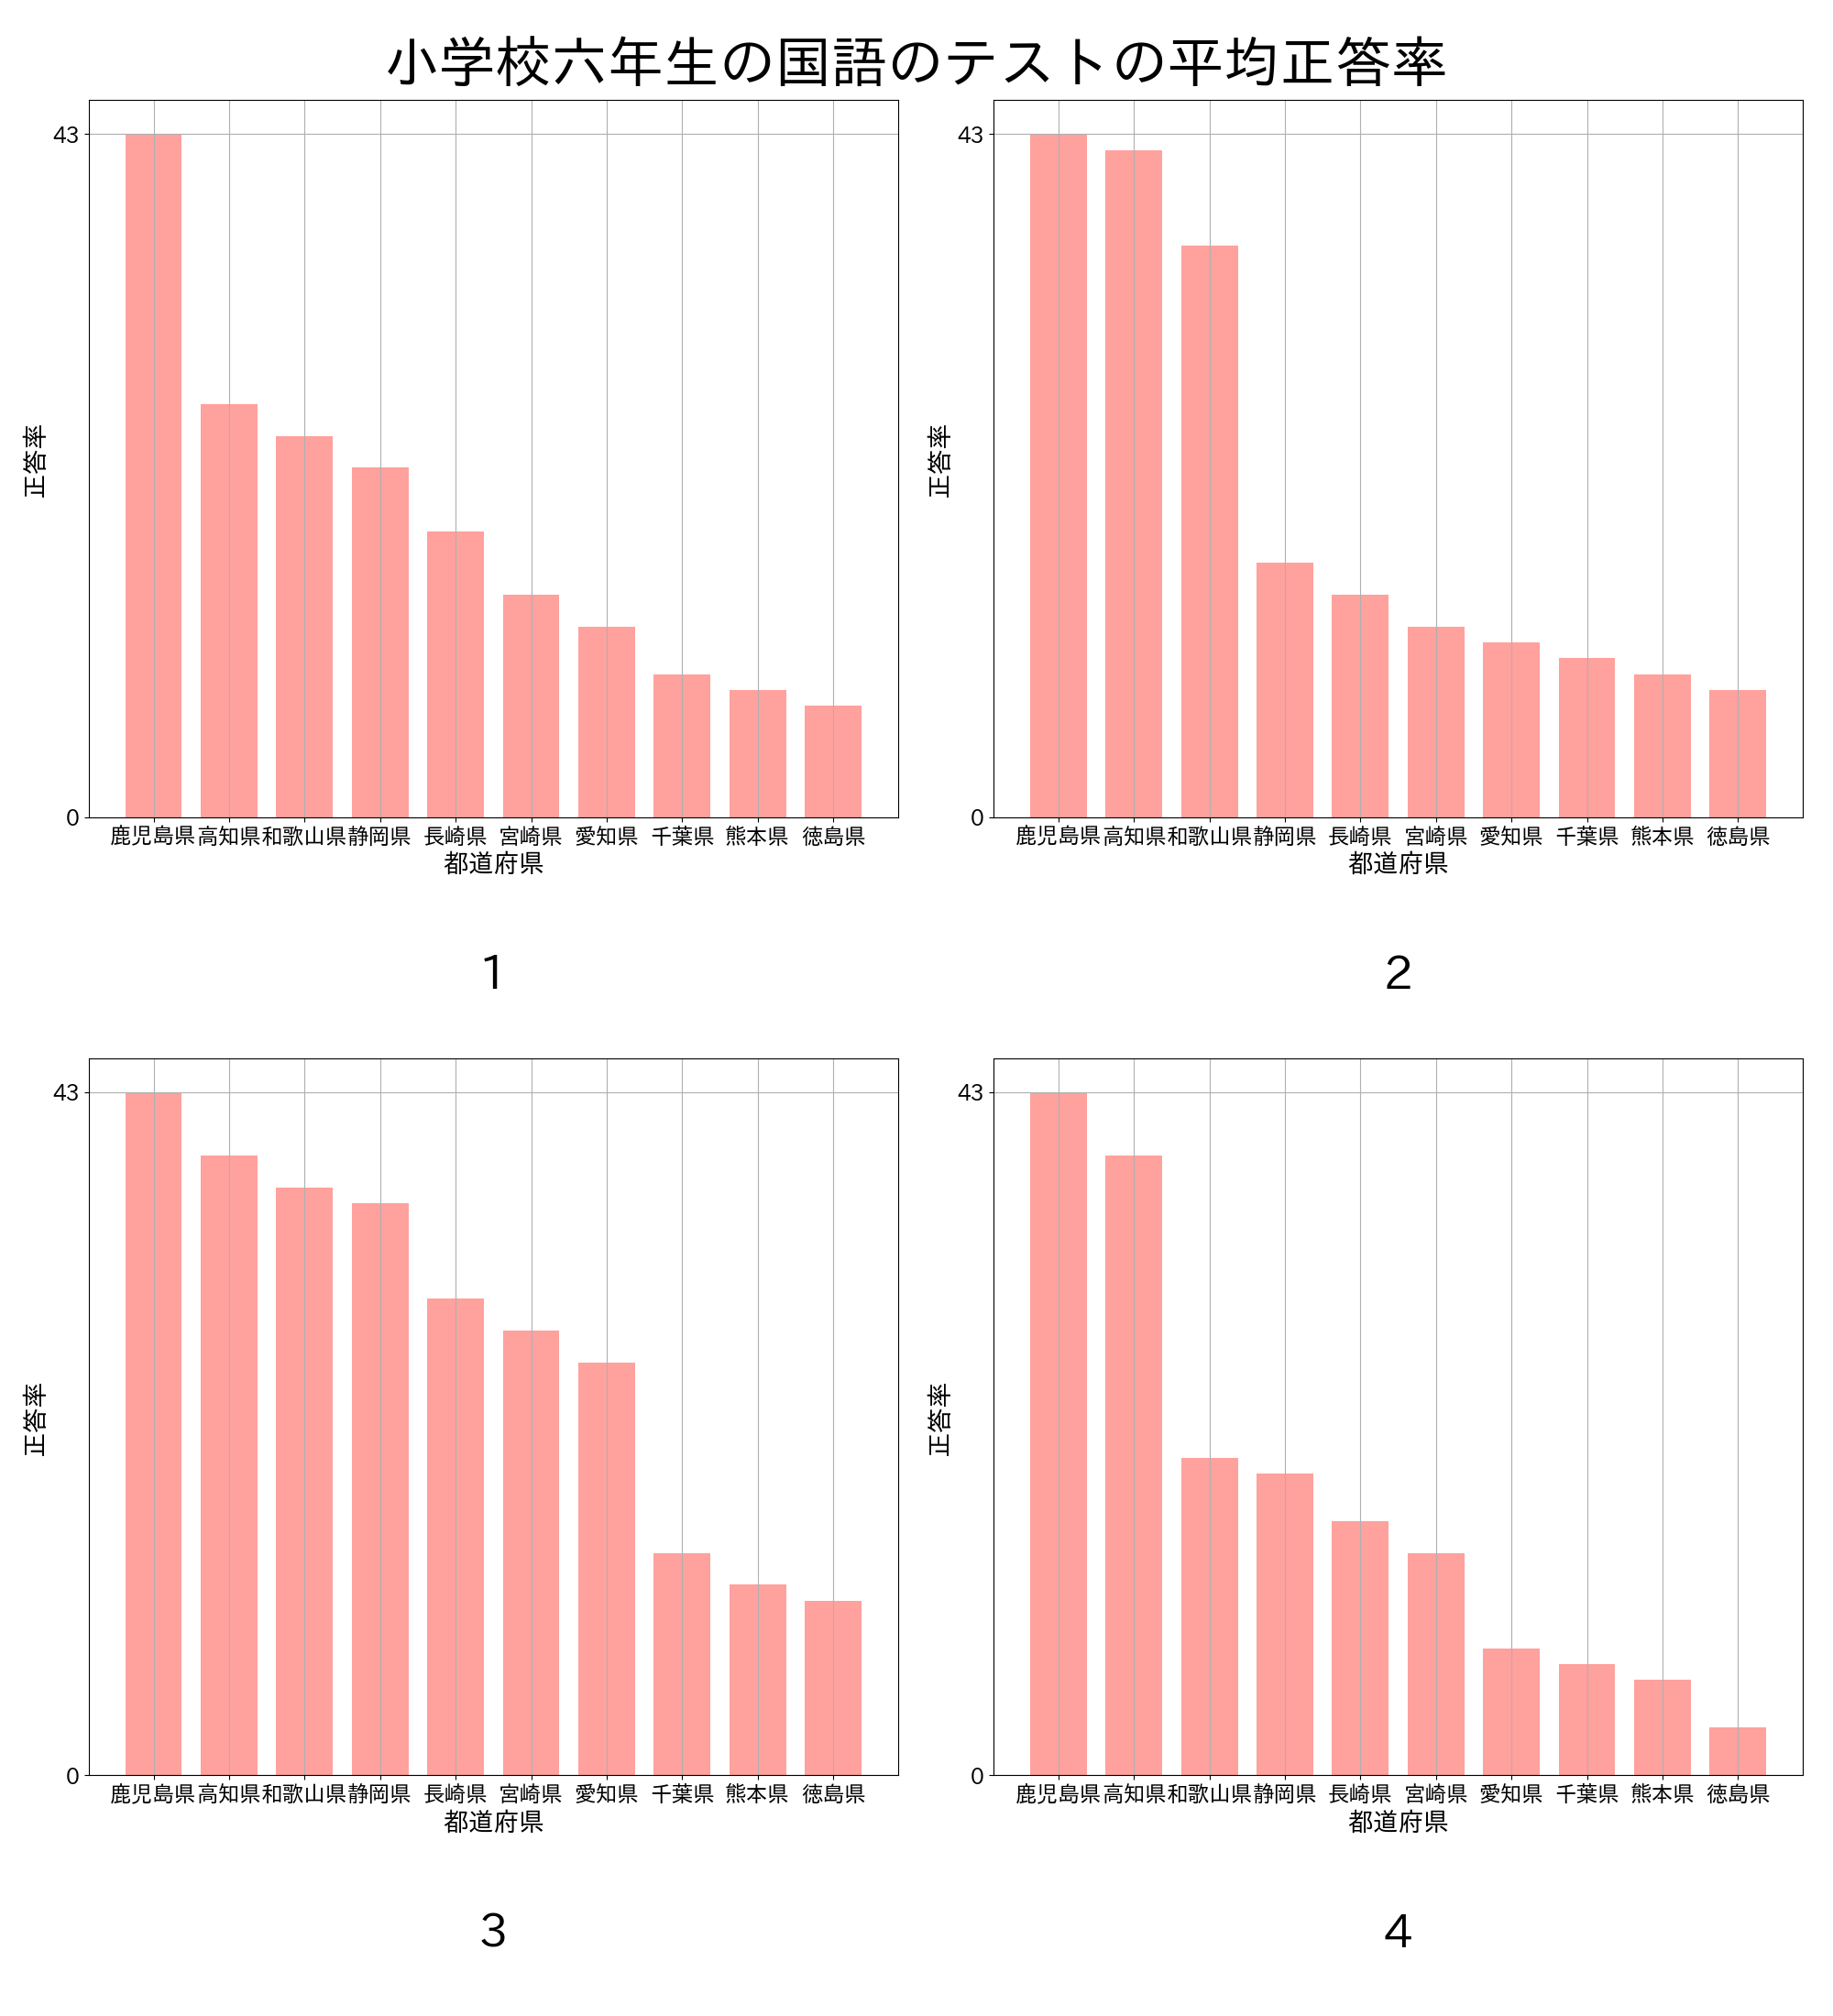 小学校六年生の国語のテストの平均正答率
43
0
正答率
鹿児島県 高知県 和歌山県 静岡県 長崎県 宮崎県 愛知県 千葉県 熊本県 徳島県
都道府県
1
43
0
正答率
鹿児島県 高知県 和歌山県 静岡県 長崎県 宮崎県 愛知県 千葉県 熊本県 徳島県
都道府県
2
43
0
正答率
鹿児島県 高知県 和歌山県 静岡県 長崎県 宮崎県 愛知県 千葉県 熊本県 徳島県
都道府県
3
43
0
正答率
鹿児島県 高知県 和歌山県 静岡県 長崎県 宮崎県 愛知県 千葉県 熊本県 徳島県
都道府県
4